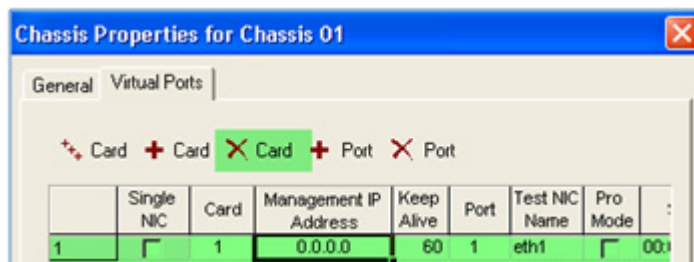 Chassis Properties for Chassis 01
General Virtual Ports
Card Card Card Port Port
Single NIC Card Management IP Address Keep Alive Port Test NIC Name Pro Mode
1 1 0.0.0.0 60 1 eth1